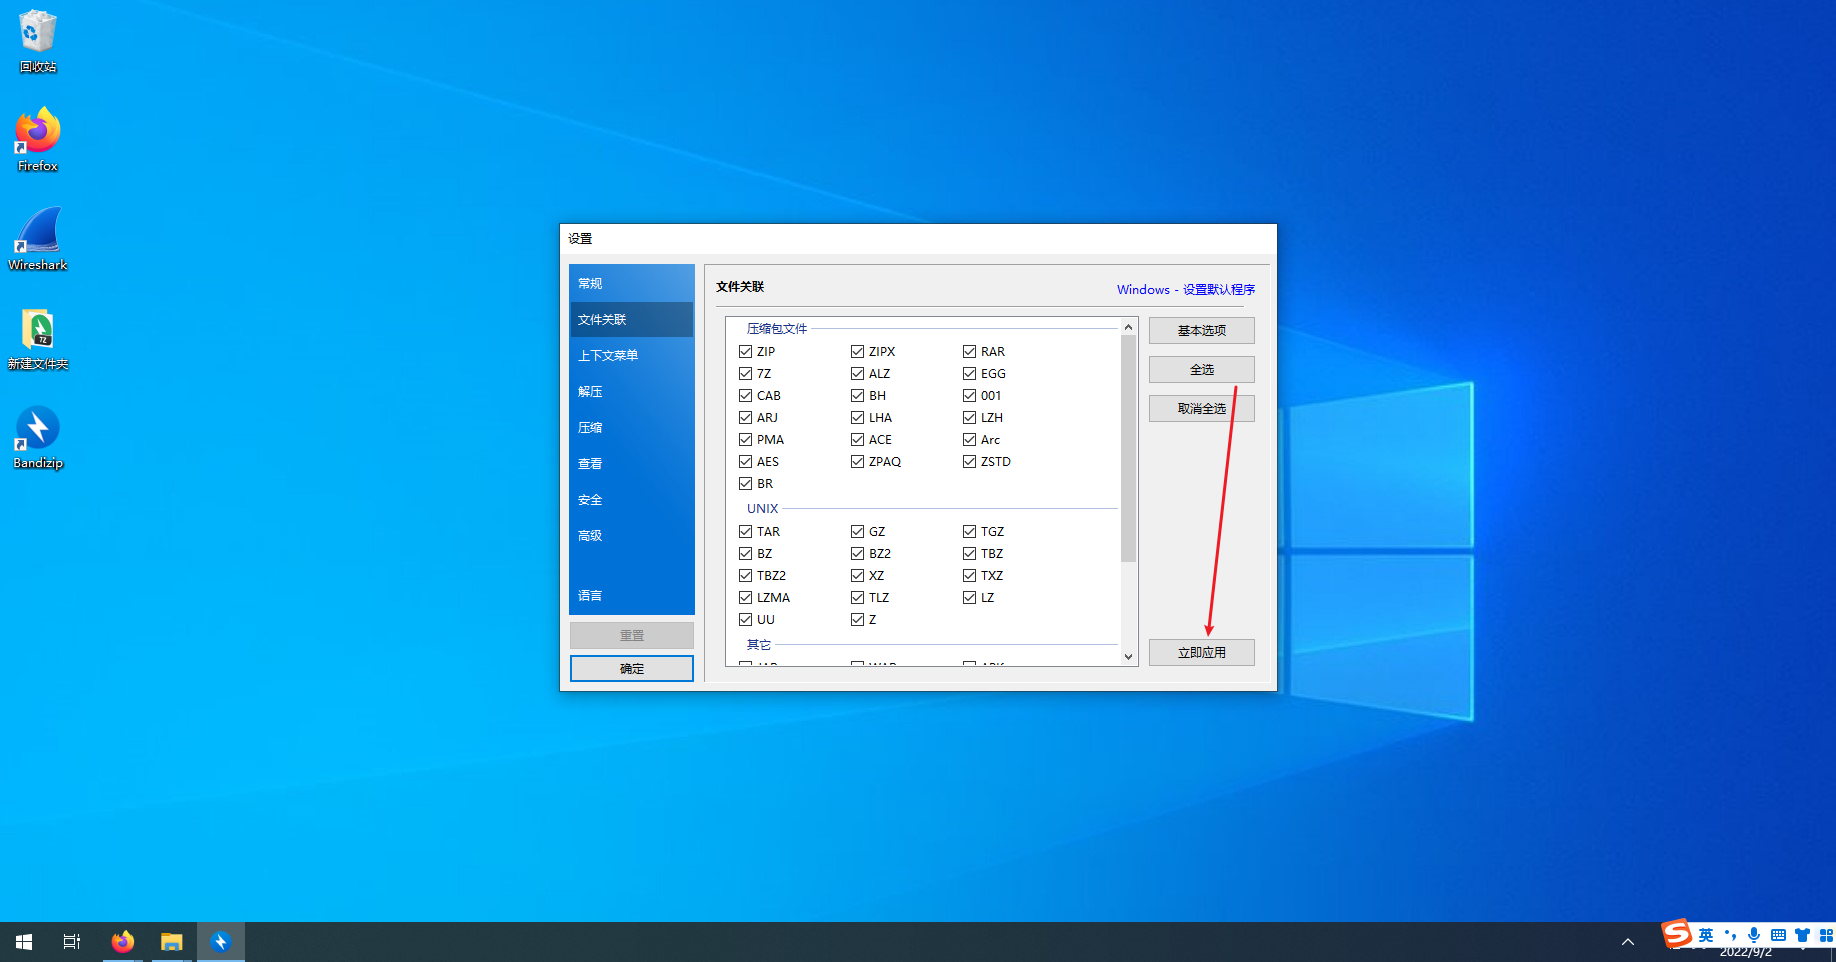 回收站
Firefox
Wireshark
新建文件夹
7Z
Bandizip
设置
常规
文件关联
上下文菜单
解压
压缩
查看
安全
高级
语言
重置
确定
文件关联
Windows - 设置默认程序
压缩包文件
ZIP ZIPX RAR
7Z ALZ EGG
CAB BH 001
ARJ LHA LZH
PMA ACE Arc
AES ZPAQ ZSTD
BR
UNIX
TAR GZ TGZ
BZ BZ2 TBZ
TBZ2 XZ TXZ
LZMA TLZ LZ
UU Z
其它
基本选项
全选
取消全选
立即应用
S 英
2022/9/2